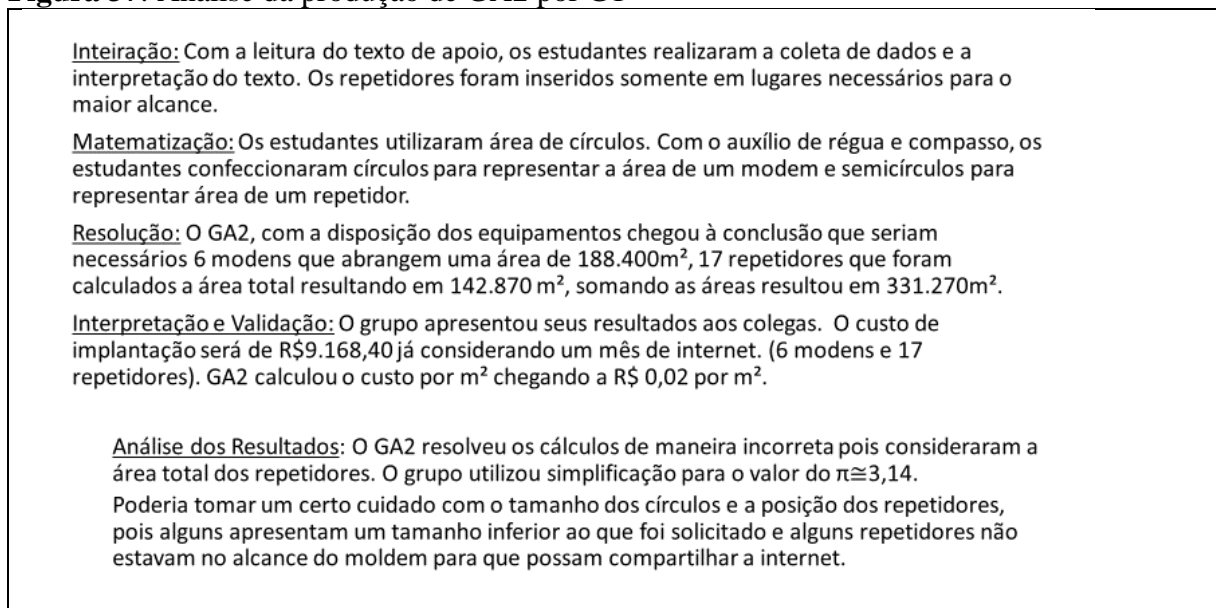 Inteiração: Com a leitura do texto de apoio, os estudantes realizaram a coleta de dados e a
interpretação do texto. Os repetidores foram inseridos somente em lugares necessários para o
maior alcance.
Matematização: Os estudantes utilizaram área de círculos. Com o auxílio de régua e compasso, os
estudantes confeccionaram círculos para representar a área de um modem e semicírculos para
representar área de um repetidor.
Resolução: O GA2, com a disposição dos equipamentos chegou à conclusão que seriam
necessários 6 modens que abrangem uma área de 188.400m², 17 repetidores que foram
calculados a área total resultando em 142.870 m², somando as áreas resultou em 331.270m².
Interpretação e Validação: O grupo apresentou seus resultados aos colegas. O custo de
implantação será de R$9.168,40 já considerando um mês de internet. (6 modens e 17
repetidores). GA2 calculou o custo por m² chegando a R$ 0,02 por m².
Análise dos Resultados: O GA2 resolveu os cálculos de maneira incorreta pois consideraram a
área total dos repetidores. O grupo utilizou simplificação para o valor do π≅3,14.
Poderia tomar um certo cuidado com o tamanho dos círculos e a posição dos repetidores,
pois alguns apresentam um tamanho inferior ao que foi solicitado e alguns repetidores não
estavam no alcance do moldem para que possam compartilhar a internet.